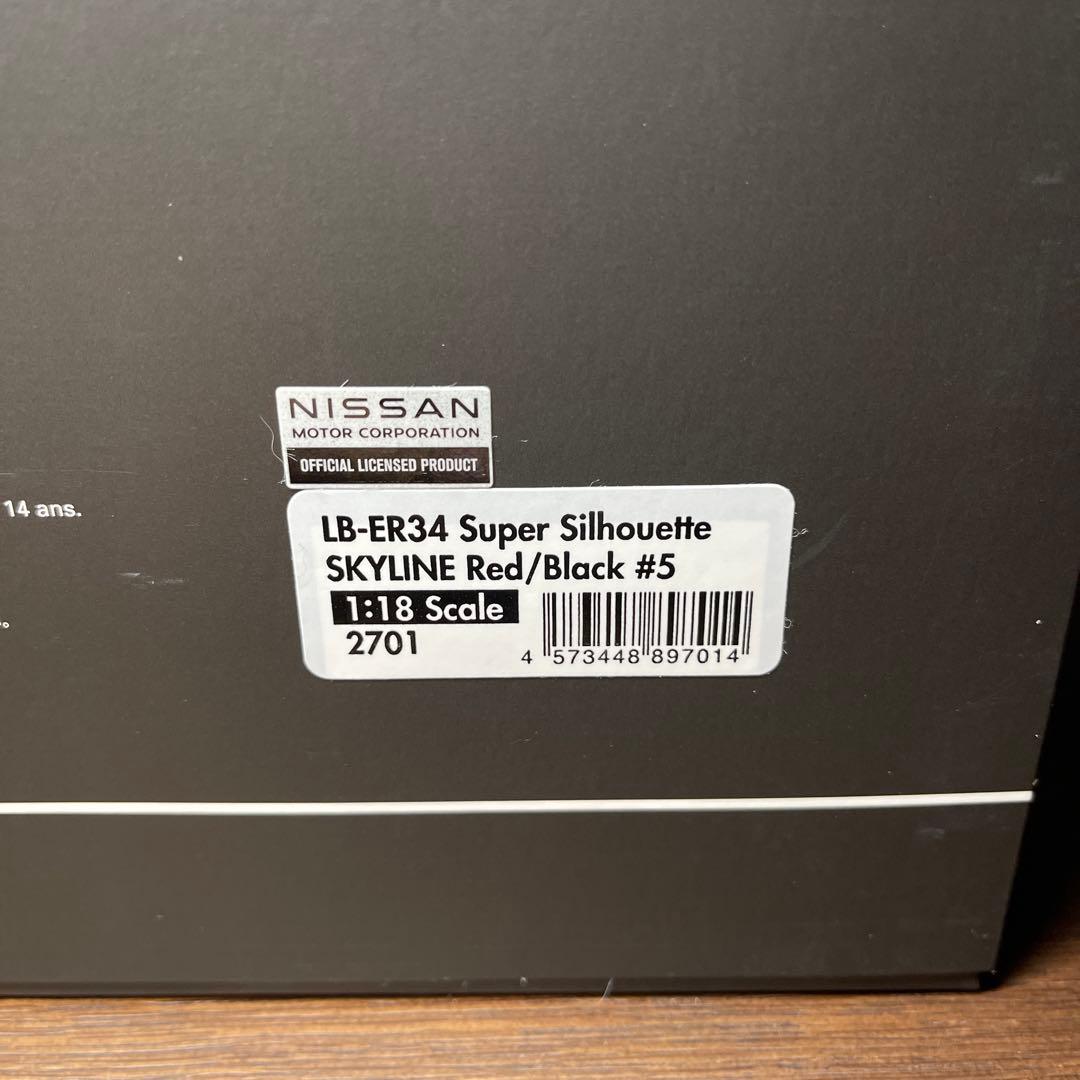 NISSAN
MOTOR CORPORATION
OFFICIAL LICENSED PRODUCT
14 ans.
LB-ER34 Super Silhouette
SKYLINE Red/Black #5
1:18 Scale
2701
4 573448 897014